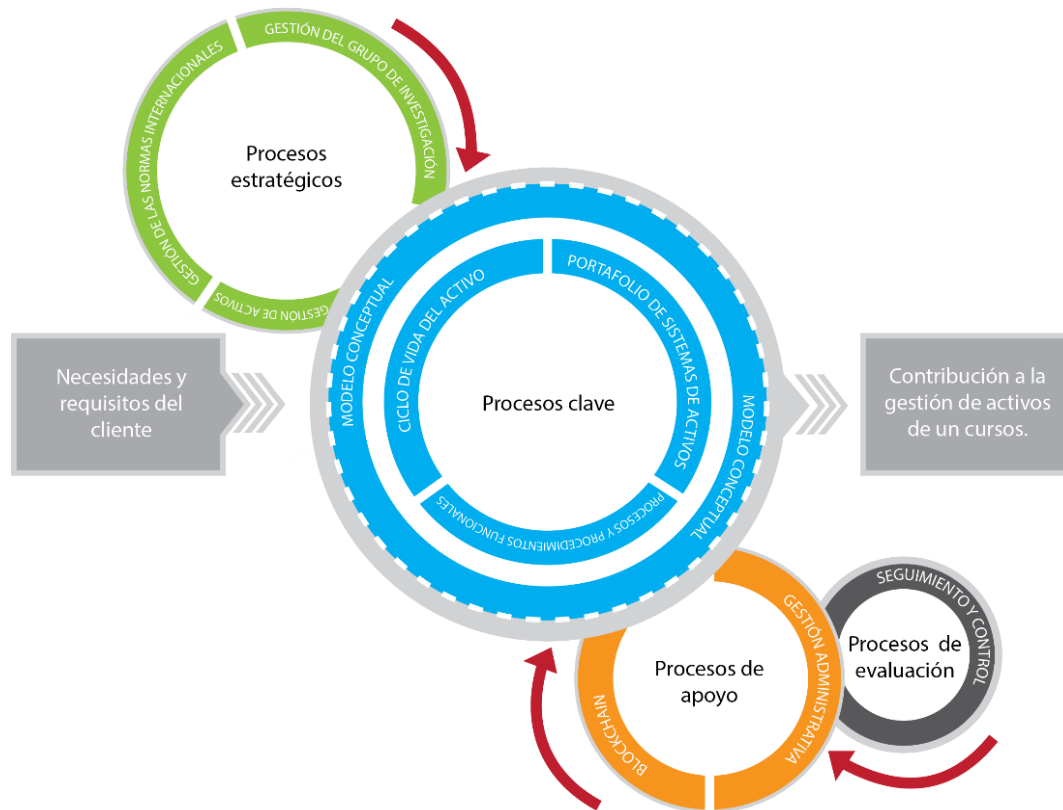 GESTIÓN DE LAS NORMAS INTERNACIONALES
GESTIÓN DEL GRUPO DE INVESTIGACIÓN
GESTIÓN DE ACTIVOS
Procesos
estratégicos
Necesidades y
requisitos del
cliente
MODELO CONCEPTUAL
CICLO DE VIDA DEL ACTIVO
PORTAFOLIO DE SISTEMAS DE ACTIVOS
PROCESOS Y PROCEDIMIENTOS FUNCIONALES
Procesos clave
MODELO CONCEPTUAL
Contribución a la
gestión de activos
de un cursos.
BLOCKCHAIN
GESTIÓN ADMINISTRATIVA
Procesos de
apoyo
SEGUIMIENTO Y CONTROL
Procesos de
evaluación